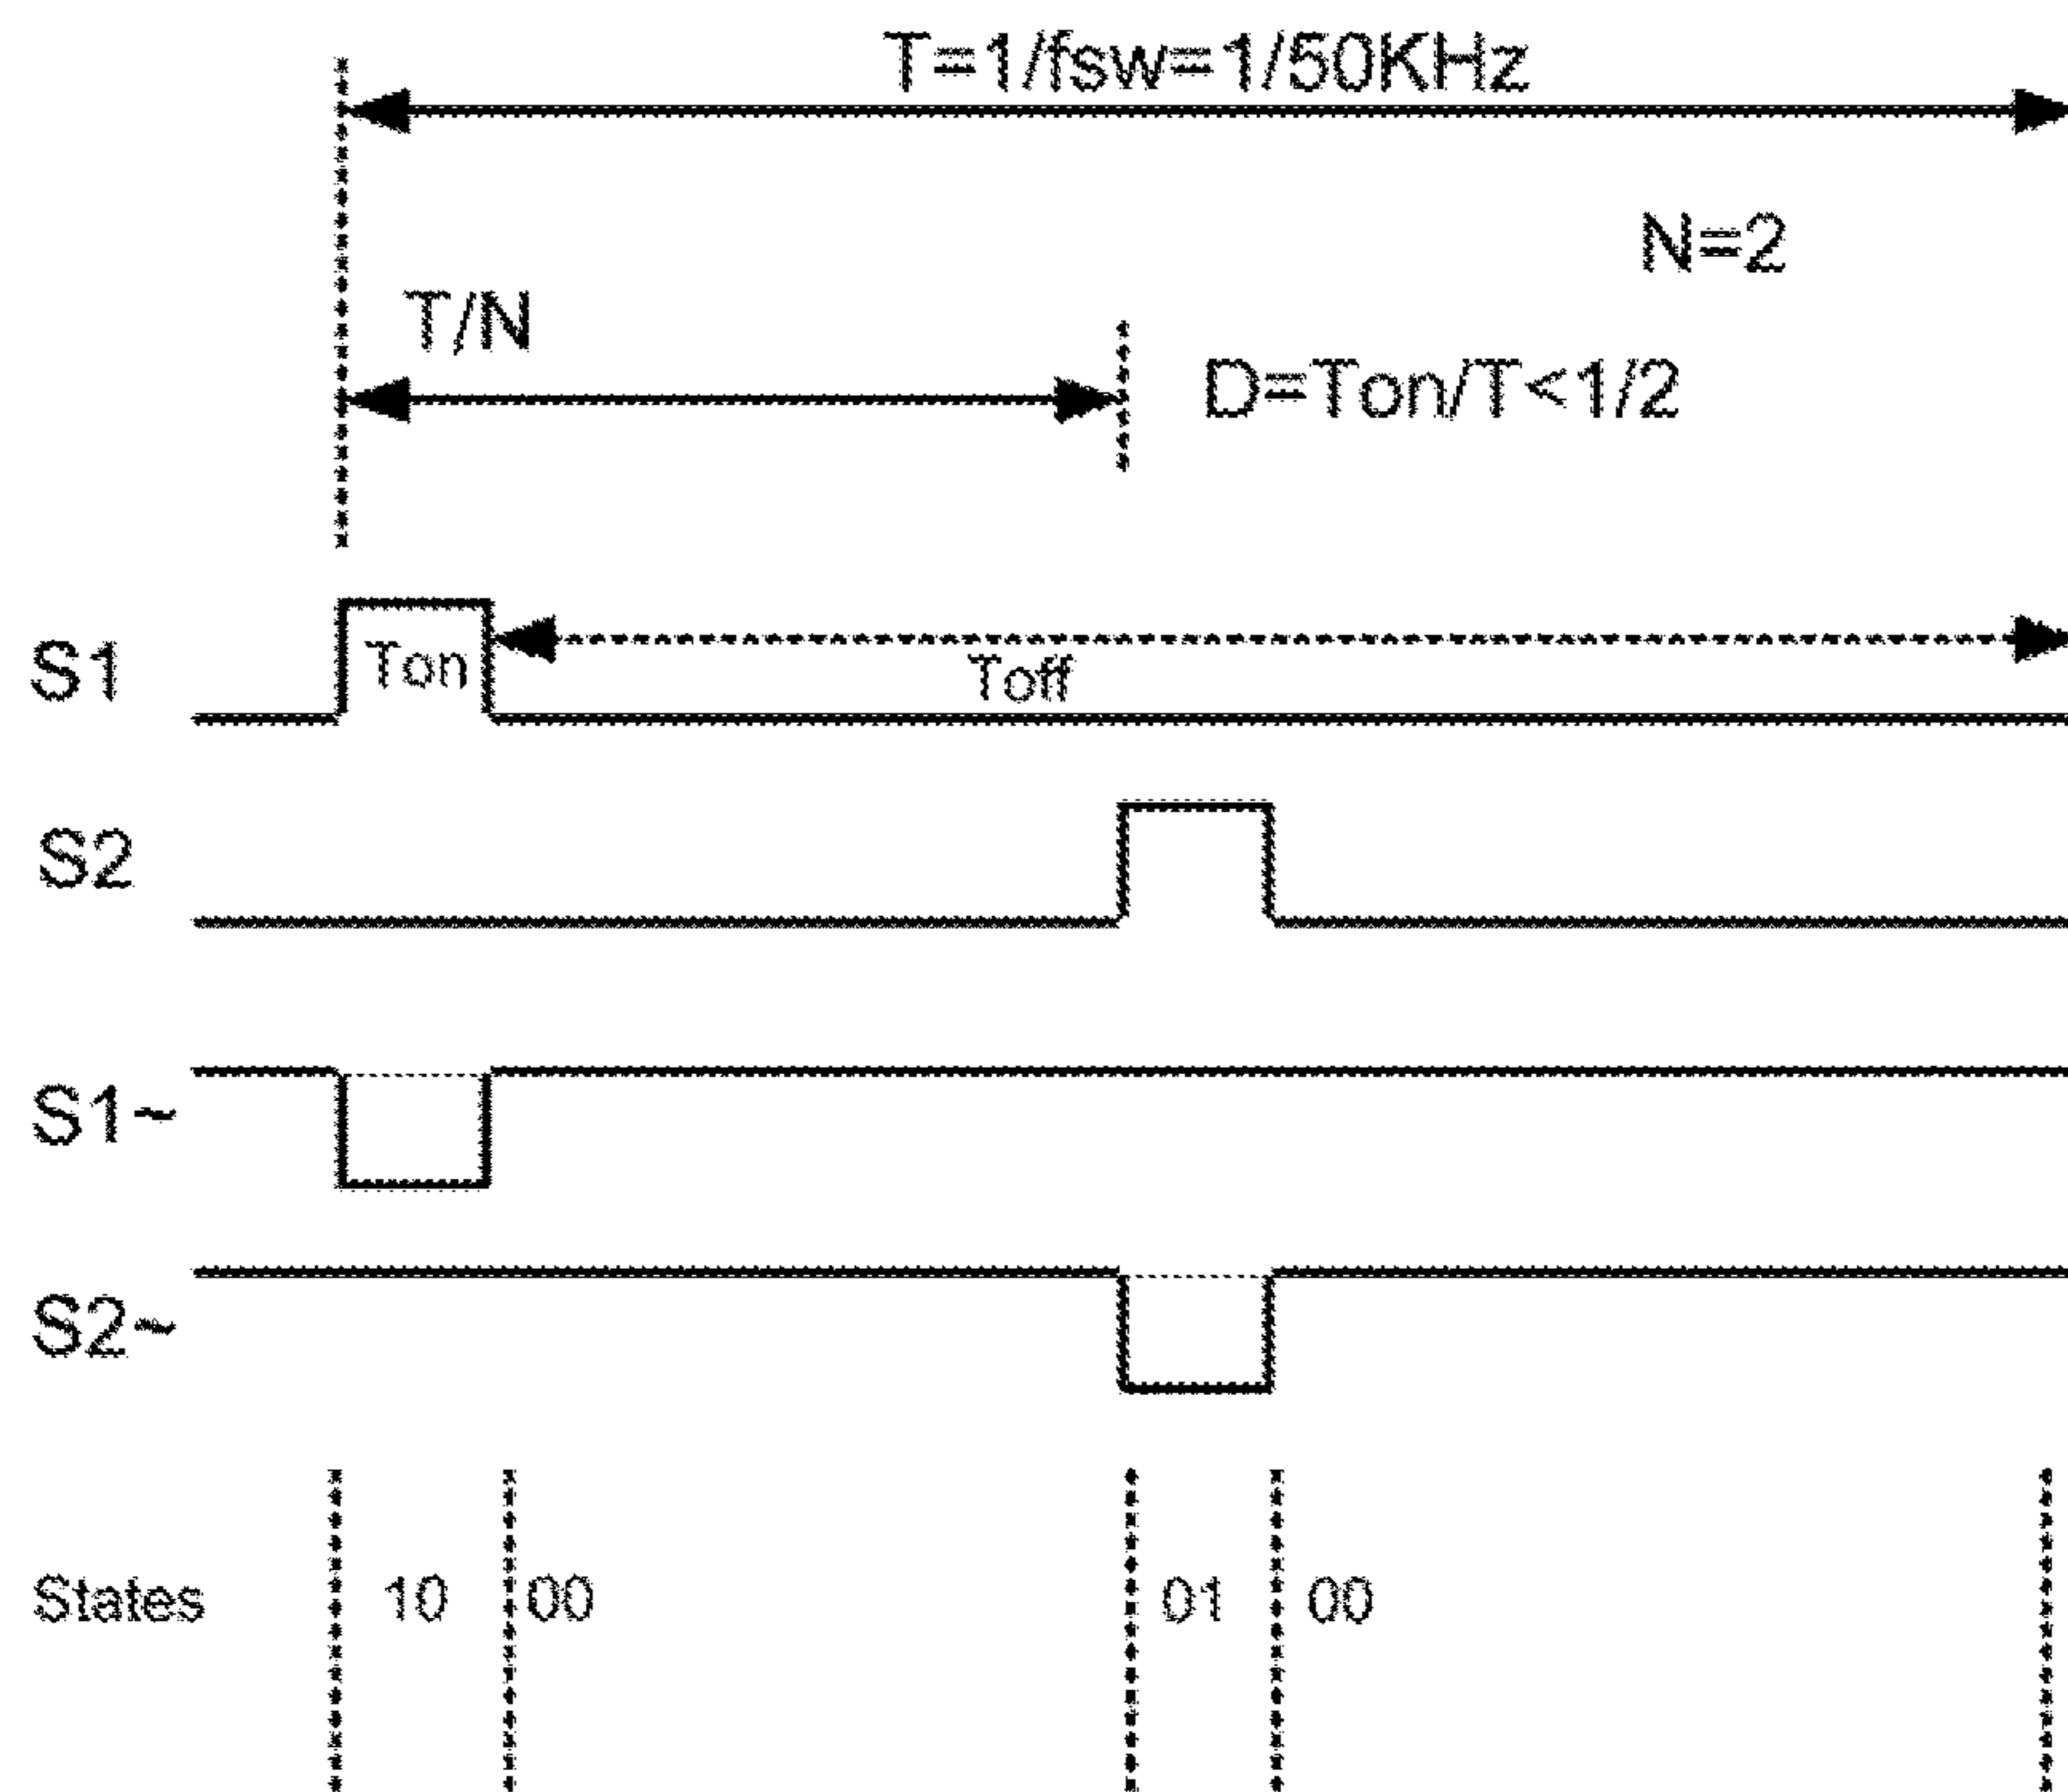 T=1/fsw=1/50KHz
N=2
T/N
D=Ton/T<1/2
S1
Ton
Toff
S2
S1~
S2~
States 10 00 01 00